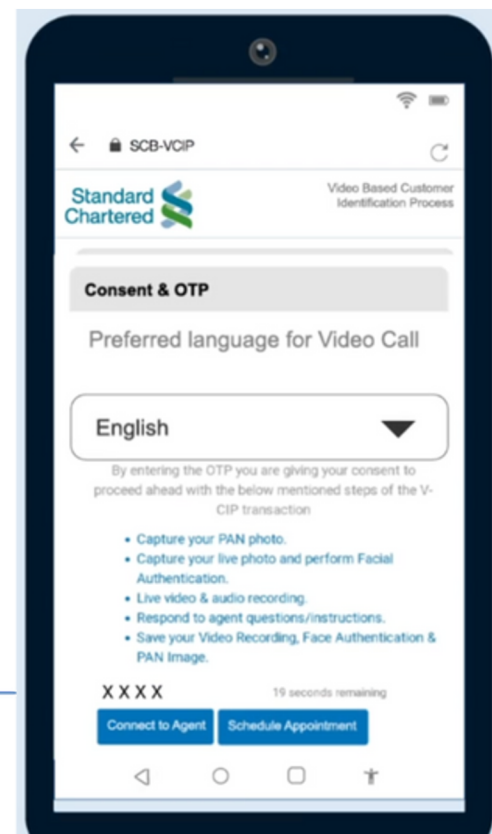 SCB-VCIP
Standard
Chartered
Video Based Customer
Identification Process
Consent & OTP
Preferred language for Video Call
English
By entering the OTP you are giving your consent to
proceed ahead with the below mentioned steps of the V-
CIP transaction
• Capture your PAN photo.
• Capture your live photo and perform Facial
Authentication.
• Live video & audio recording.
• Respond to agent questions/instructions.
• Save your Video Recording, Face Authentication &
PAN Image.
X X X X
19 seconds remaining
Connect to Agent
Schedule Appointment